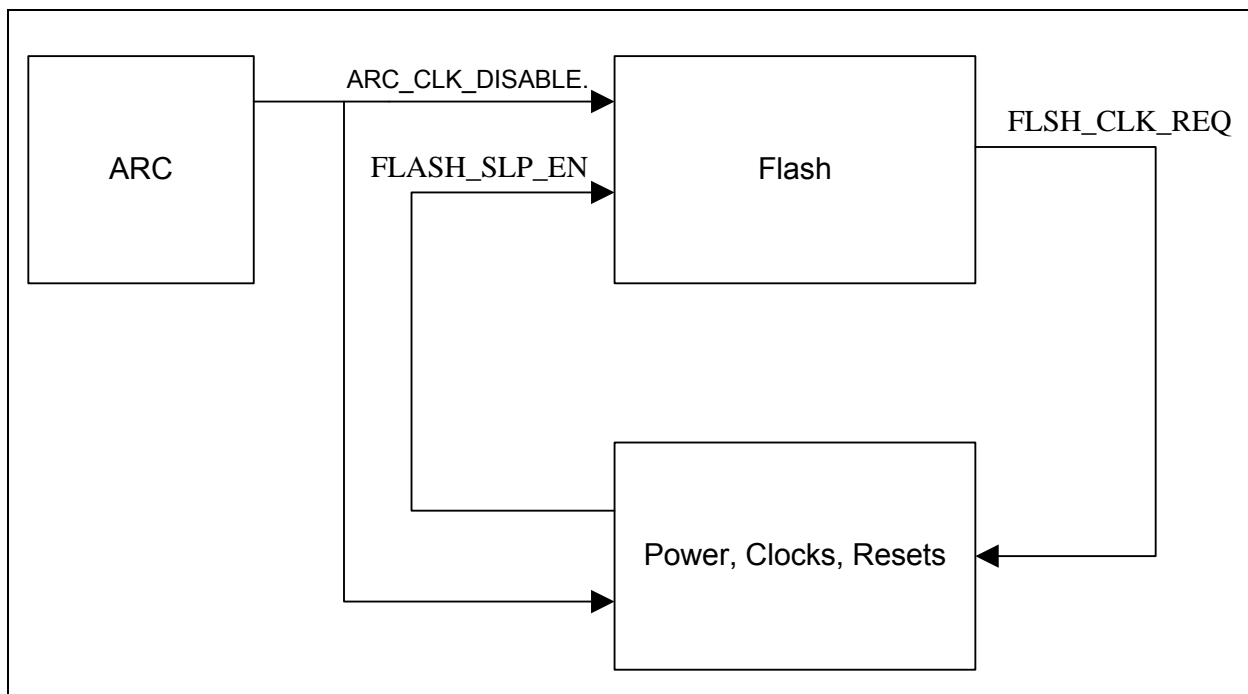 ARC_CLK_DISABLE.
FLSH_CLK_REQ
ARC
FLASH_SLP_EN
Flash
Power, Clocks, Resets